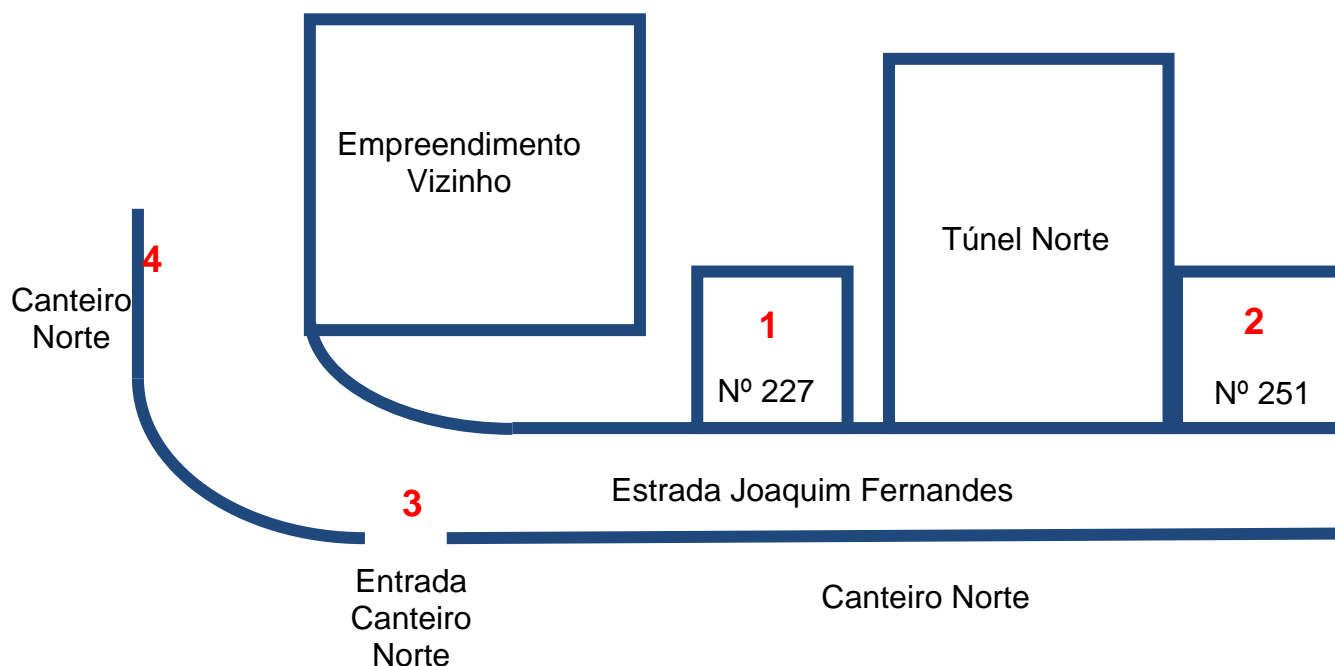 Empreendimento
Vizinho
Túnel Norte
4
Canteiro
Norte
1
Nº 227
2
Nº 251
3
Estrada Joaquim Fernandes
Entrada
Canteiro
Norte
Canteiro Norte